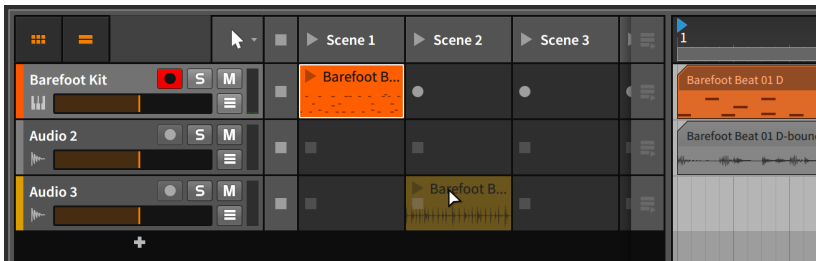 Scene 1
Scene 2
Scene 3
1
Barefoot Kit
S
M
Barefoot B...
Barefoot Beat 01 D
Audio 2
S
M
Barefoot Beat 01 D-boun
Audio 3
S
M
Barefoot B...